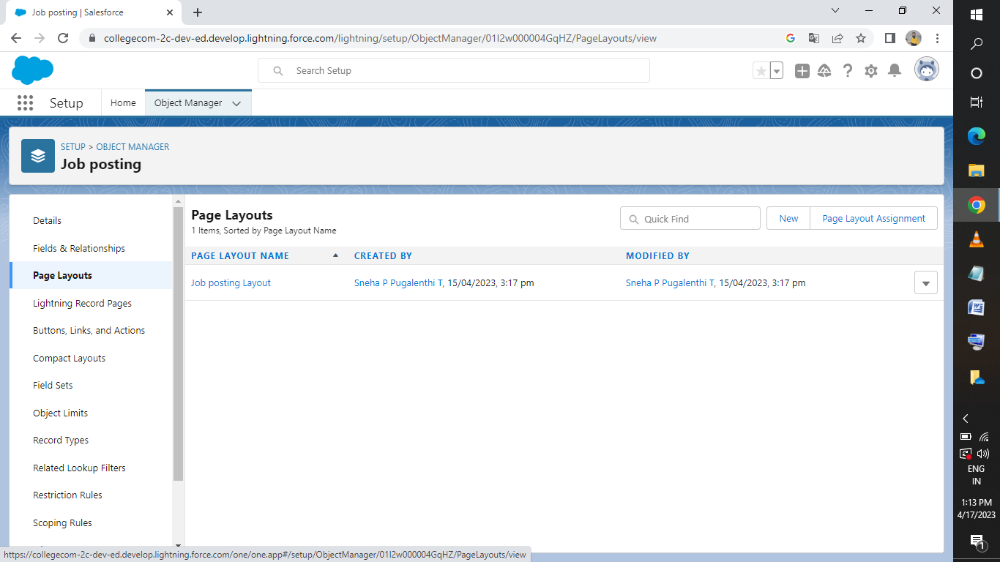 Job posting | Salesforce
collegecom-2c-dev-ed.develop.lightning.force.com/lightning/setup/ObjectManager/01I2w000004GqHZ/PageLayouts/view
Search Setup
Setup
Home
Object Manager
SETUP > OBJECT MANAGER
Job posting
Details
Fields & Relationships
Page Layouts
Lightning Record Pages
Buttons, Links, and Actions
Compact Layouts
Field Sets
Object Limits
Record Types
Related Lookup Filters
Restriction Rules
Scoping Rules
Page Layouts
1 Items, Sorted by Page Layout Name
Quick Find
New
Page Layout Assignment
PAGE LAYOUT NAME CREATED BY MODIFIED BY
Job posting Layout Sneha P Pugalenthi T, 15/04/2023, 3:17 pm Sneha P Pugalenthi T, 15/04/2023, 3:17 pm
https://collegecom-2c-dev-ed.develop.lightning.force.com/one/one.app#/setup/ObjectManager/01I2w000004GqHZ/PageLayouts/view
ENG
IN
1:13 PM
4/17/2023
1